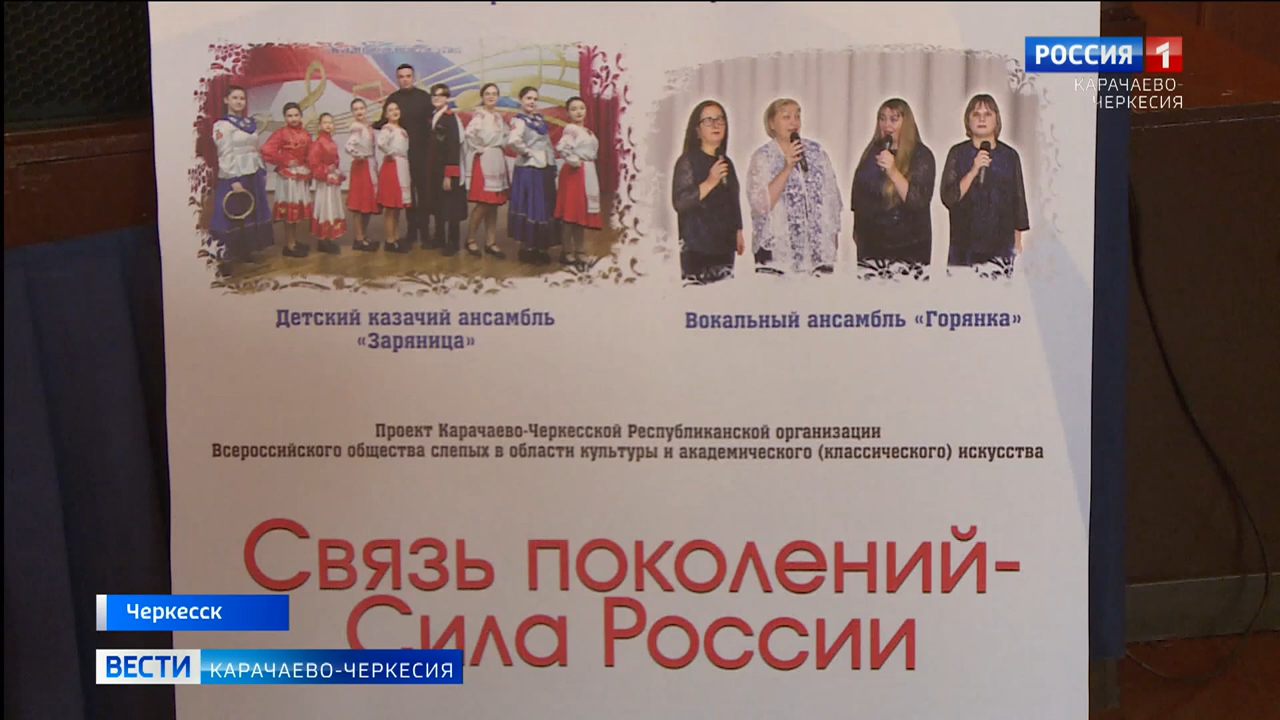 РОССИЯ 1
КАРАЧАЕВО-
ЧЕРКЕСИЯ
Детский казачий ансамбль
«Заряница»
Вокальный ансамбль «Горянка»
Проект Карачаево-Черкесской Республиканской организации
Всероссийского общества слепых в области культуры и академического (классического) искусства
Связь поколений-
Сила России
Черкесск
ВЕСТИ КАРАЧАЕВО-ЧЕРКЕСИЯ